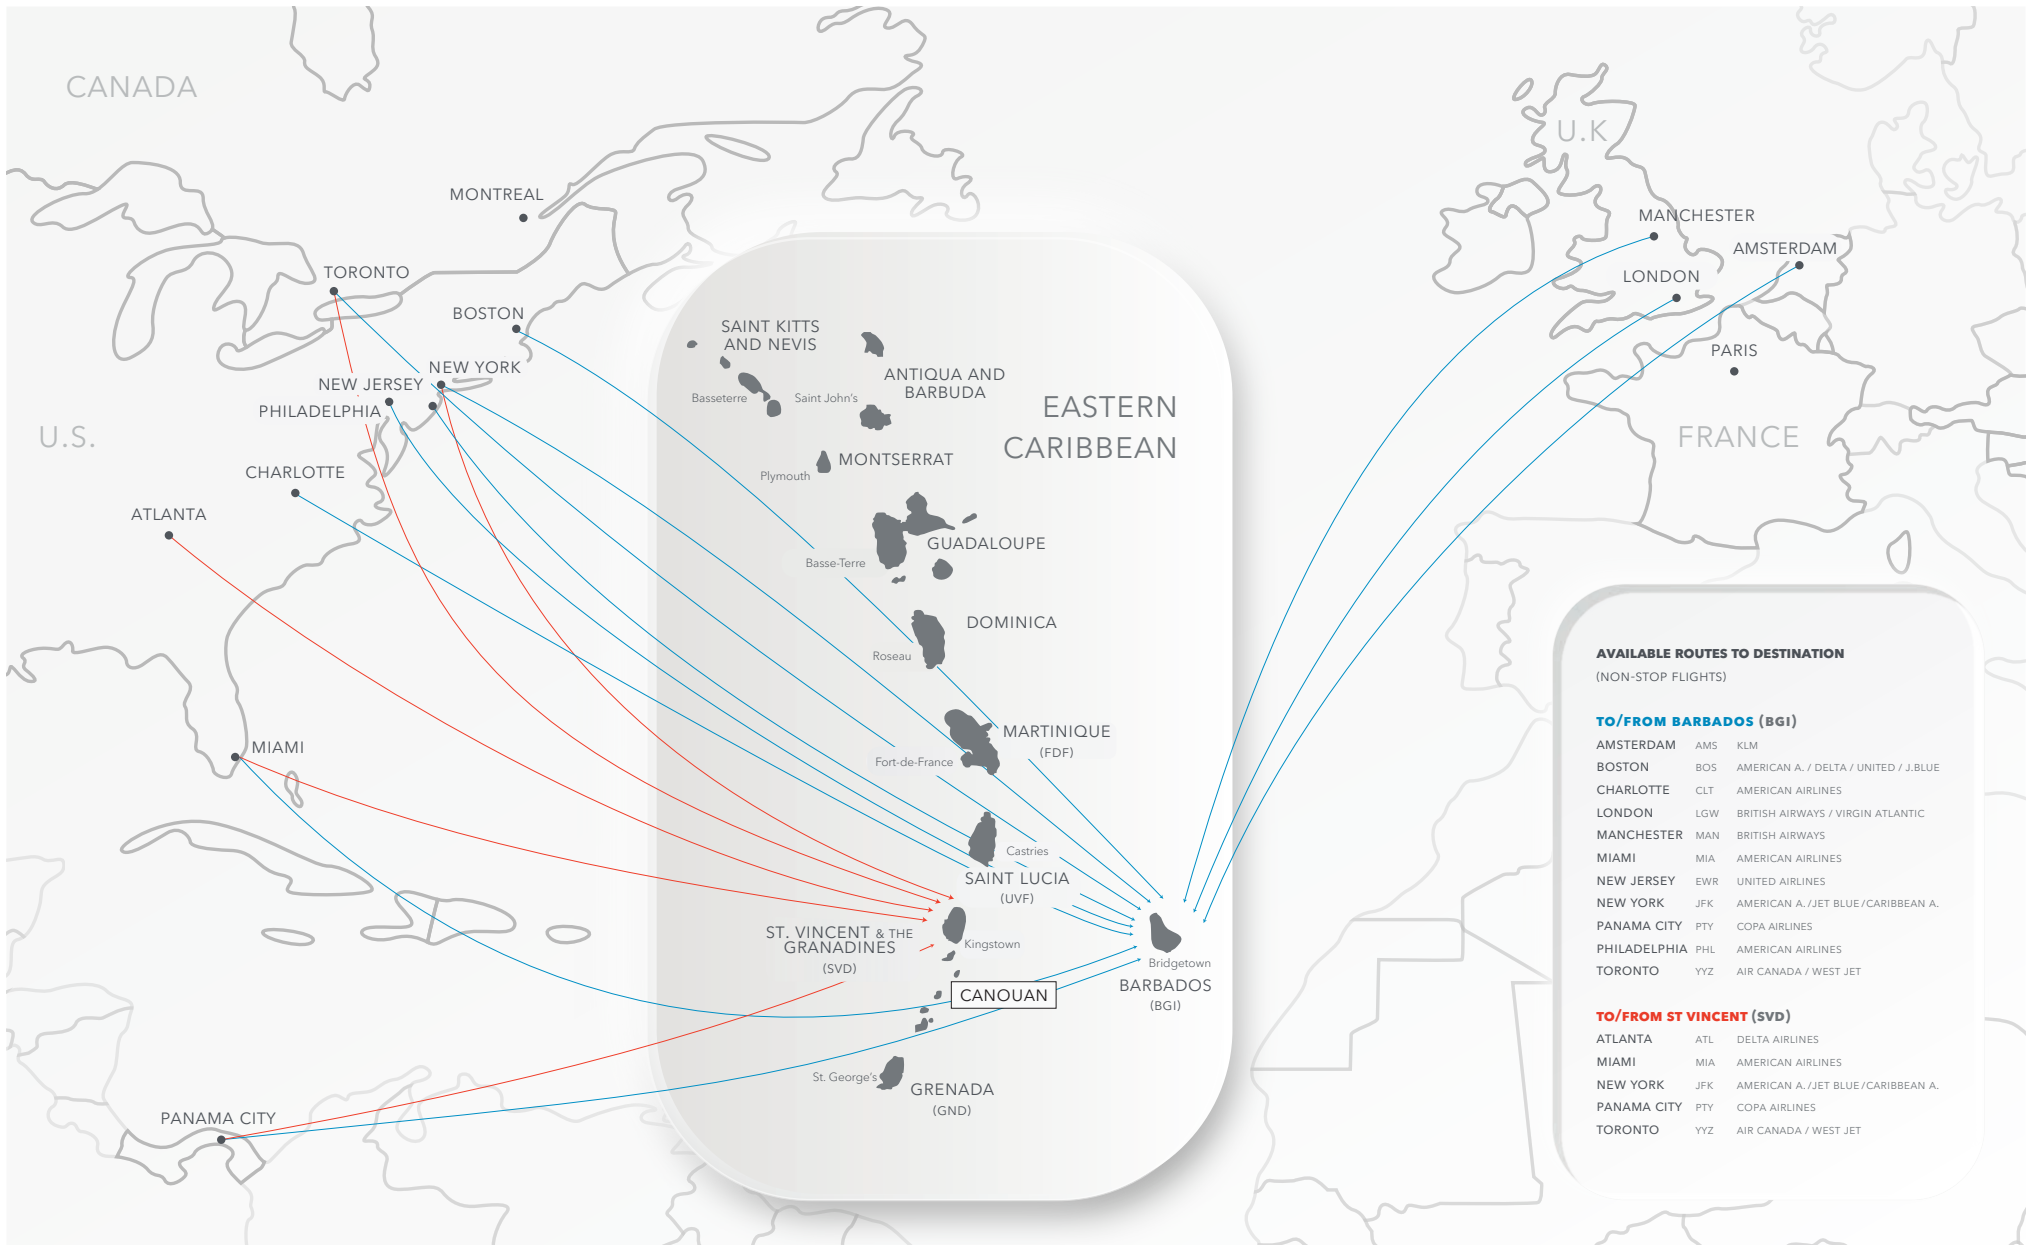 CANADA
U.K
MONTREAL
MANCHESTER
AMSTERDAM
TORONTO
LONDON
BOSTON
SAINT KITTS
AND NEVIS
PARIS
NEW YORK
NEW JERSEY
ANTIQUA AND
BARBUDA
PHILADELPHIA
Basseterre
Saint John's
EASTERN
CARIBBEAN
U.S.
FRANCE
MONTSERRAT
CHARLOTTE
Plymouth
ATLANTA
GUADALOUPE
Basse-Terre
DOMINICA
Roseau
MARTINIQUE
(FDF)
MIAMI
Fort-de-France
Castries
SAINT LUCIA
(UVF)
ST. VINCENT & THE
GRANADINES
(SVD)
Kingstown
Bridgetown
BARBADOS
(BGI)
CANOUAN
St. George's
GRENADA
(GND)
PANAMA CITY
AVAILABLE ROUTES TO DESTINATION
(NON-STOP FLIGHTS)
TO/FROM BARBADOS (BGI)
AMSTERDAM AMS KLM
BOSTON BOS AMERICAN A. / DELTA / UNITED / J.BLUE
CHARLOTTE CLT AMERICAN AIRLINES
LONDON LGW BRITISH AIRWAYS / VIRGIN ATLANTIC
MANCHESTER MAN BRITISH AIRWAYS
MIAMI MIA AMERICAN AIRLINES
NEW JERSEY EWR UNITED AIRLINES
NEW YORK JFK AMERICAN A./JET BLUE/CARIBBEAN A.
PANAMA CITY PTY COPA AIRLINES
PHILADELPHIA PHL AMERICAN AIRLINES
TORONTO YYZ AIR CANADA / WEST JET
TO/FROM ST VINCENT (SVD)
ATLANTA ATL DELTA AIRLINES
MIAMI MIA AMERICAN AIRLINES
NEW YORK JFK AMERICAN A./JET BLUE/CARIBBEAN A.
PANAMA CITY PTY COPA AIRLINES
TORONTO YYZ AIR CANADA / WEST JET